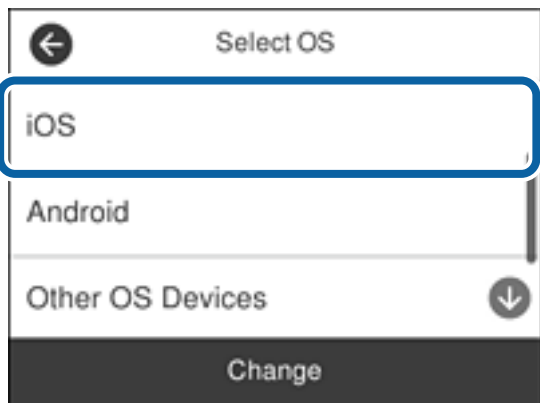 Select OS
iOS
Android
Other OS Devices
Change